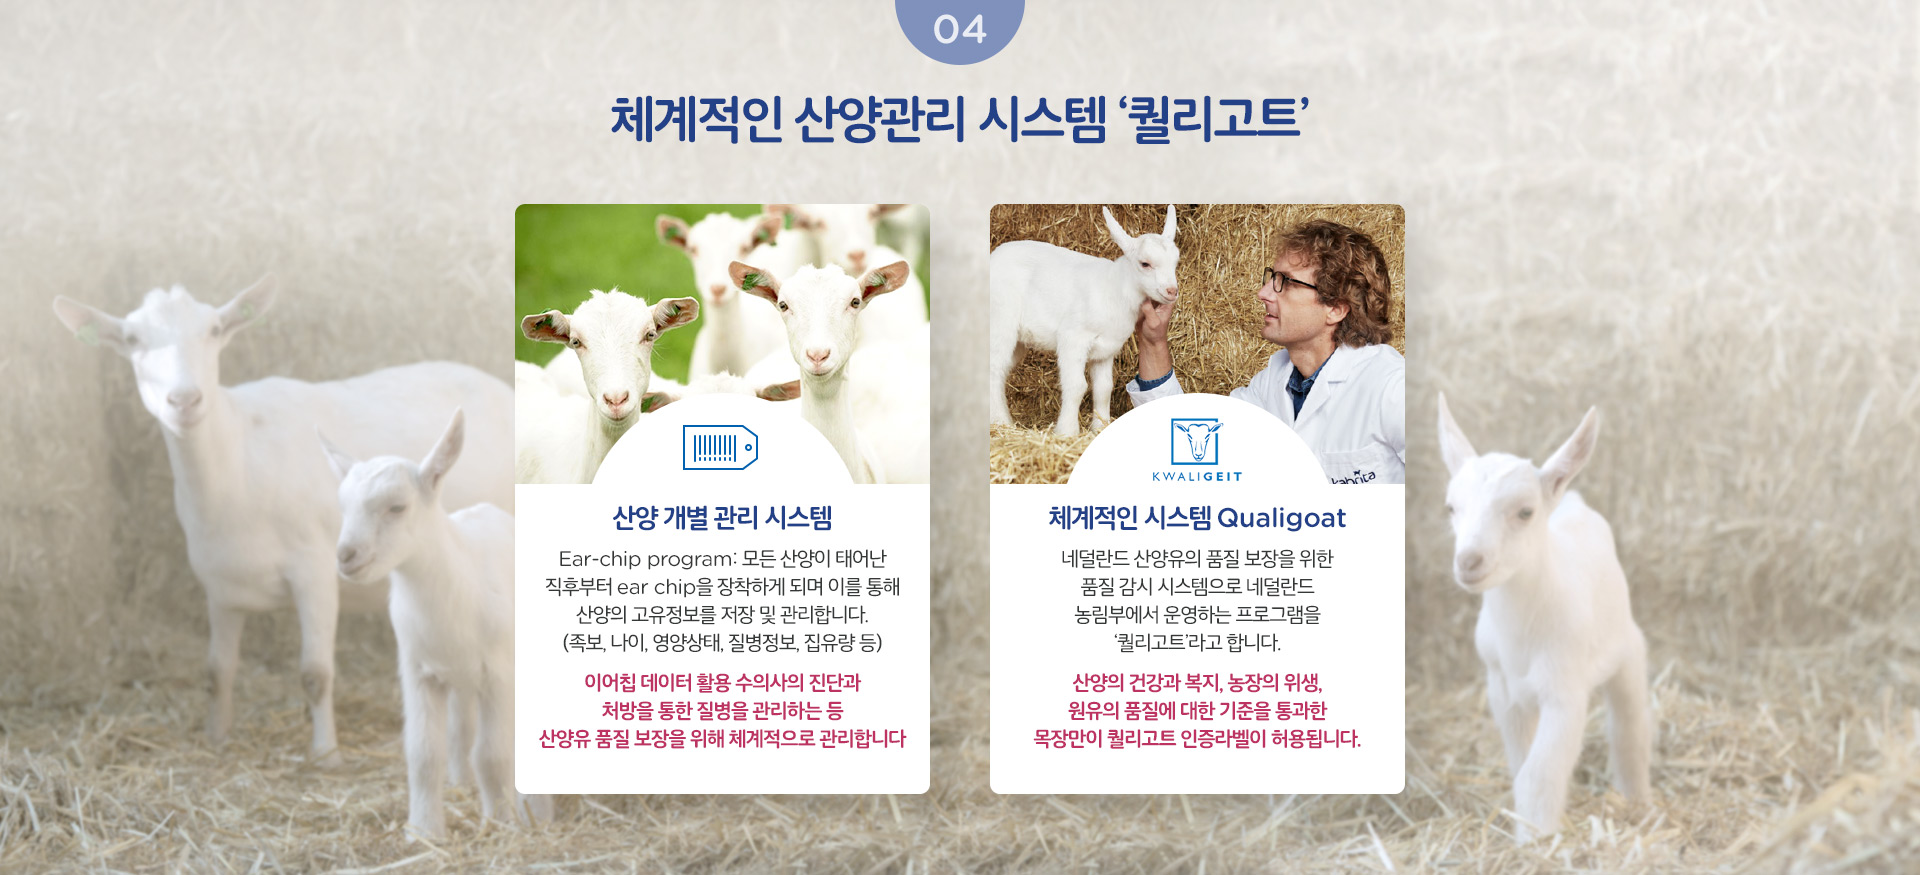 04
체계적인 산양관리 시스템 ‘퀄리고트’
산양 개별 관리 시스템
Ear-chip program: 모든 산양이 태어난
직후부터 ear chip을 장착하게 되며 이를 통해
산양의 고유정보를 저장 및 관리합니다.
(족보, 나이, 영양상태, 질병정보, 집유량 등)
이어칩 데이터 활용 수의사의 진단과
처방을 통한 질병을 관리하는 등
산양유 품질 보장을 위해 체계적으로 관리합니다
kabrita
KWALIGEIT
체계적인 시스템 Qualigoat
네덜란드 산양유의 품질 보장을 위한
품질 감시 시스템으로 네덜란드
농림부에서 운영하는 프로그램을
‘퀄리고트’라고 합니다.
산양의 건강과 복지, 농장의 위생,
원유의 품질에 대한 기준을 통과한
목장만이 퀄리고트 인증라벨이 허용됩니다.